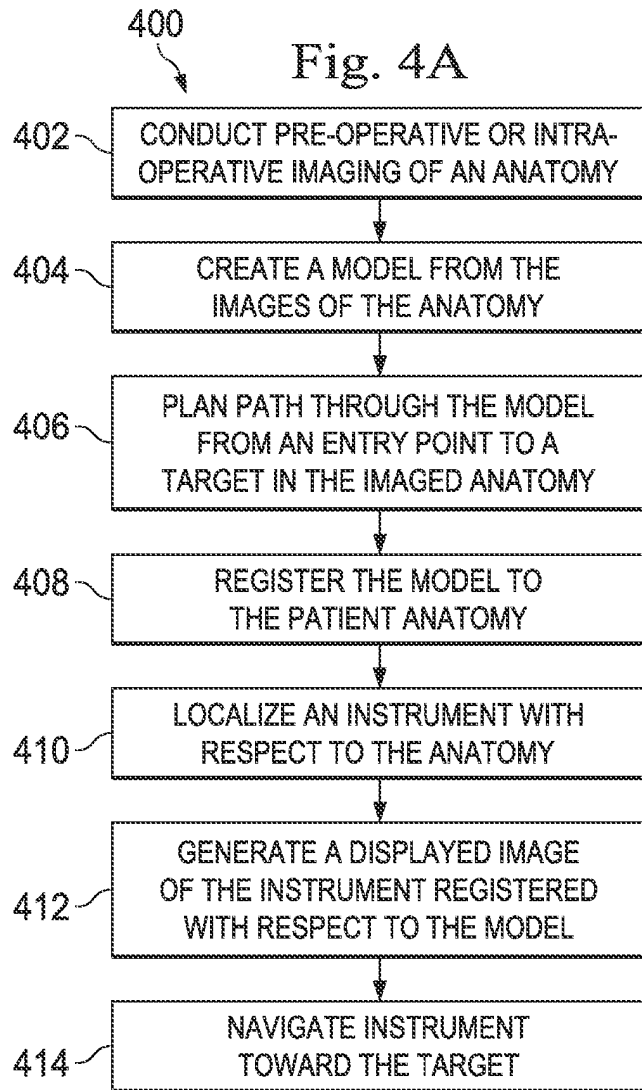 400
Fig. 4A
402
CONDUCT PRE-OPERATIVE OR INTRA-
OPERATIVE IMAGING OF AN ANATOMY
404
CREATE A MODEL FROM THE
IMAGES OF THE ANATOMY
406
PLAN PATH THROUGH THE MODEL
FROM AN ENTRY POINT TO A
TARGET IN THE IMAGED ANATOMY
408
REGISTER THE MODEL TO
THE PATIENT ANATOMY
410
LOCALIZE AN INSTRUMENT WITH
RESPECT TO THE ANATOMY
412
GENERATE A DISPLAYED IMAGE
OF THE INSTRUMENT REGISTERED
WITH RESPECT TO THE MODEL
414
NAVIGATE INSTRUMENT
TOWARD THE TARGET